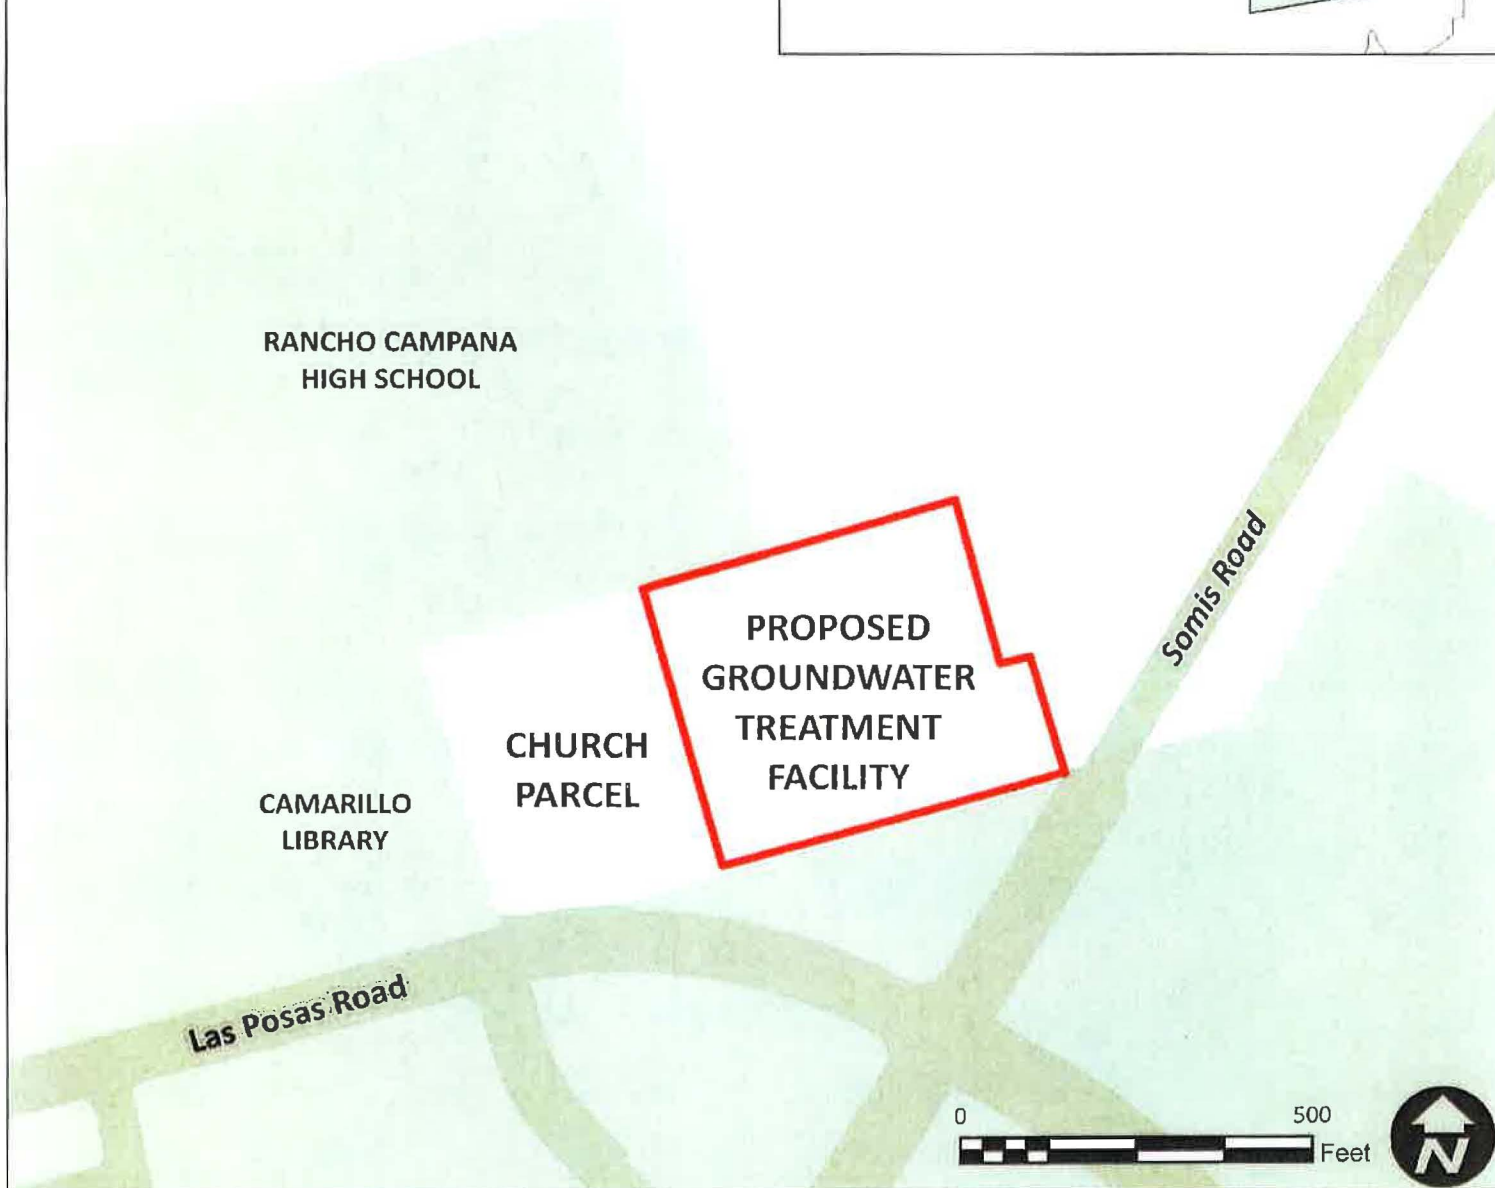 RANCHO CAMPANA
HIGH SCHOOL
Somis Road
PROPOSED
GROUNDWATER
TREATMENT
FACILITY
CHURCH
PARCEL
CAMARILLO
LIBRARY
Las Posas Road
0 500
Feet
N